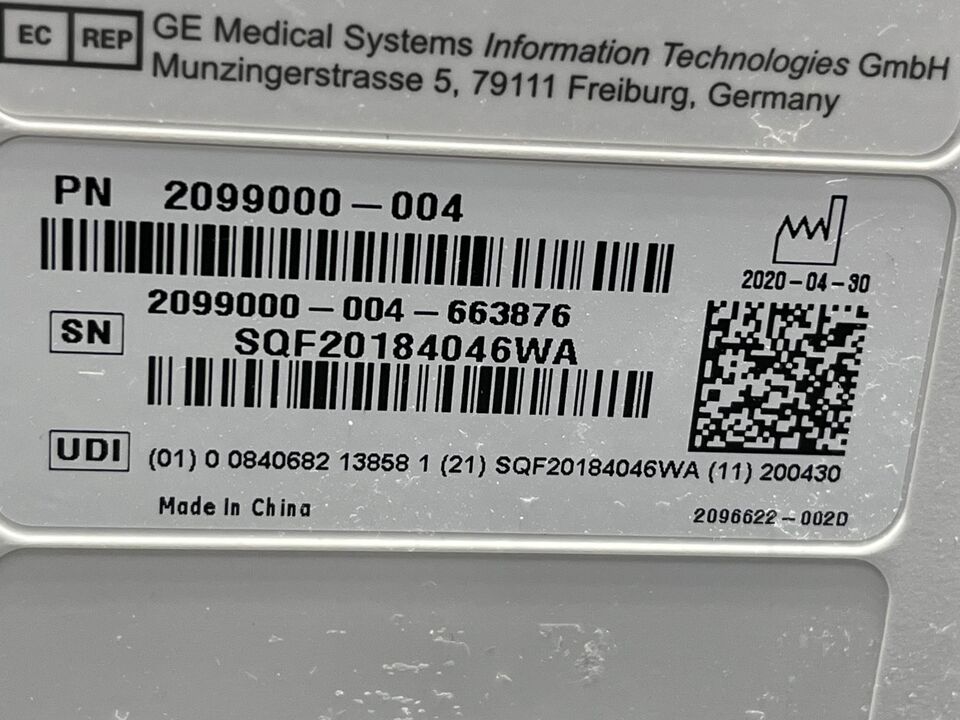 EC REP GE Medical Systems Information Technologies GmbH
Munzingerstrasse 5, 79111 Freiburg, Germany
PN 2099000-004
2020-04-30
2099000-004-663876
SN SQF20184046WA
UDI (01) 0 0840682 13858 1 (21) SQF20184046WA (11) 200430
Made In China
2096622-002D